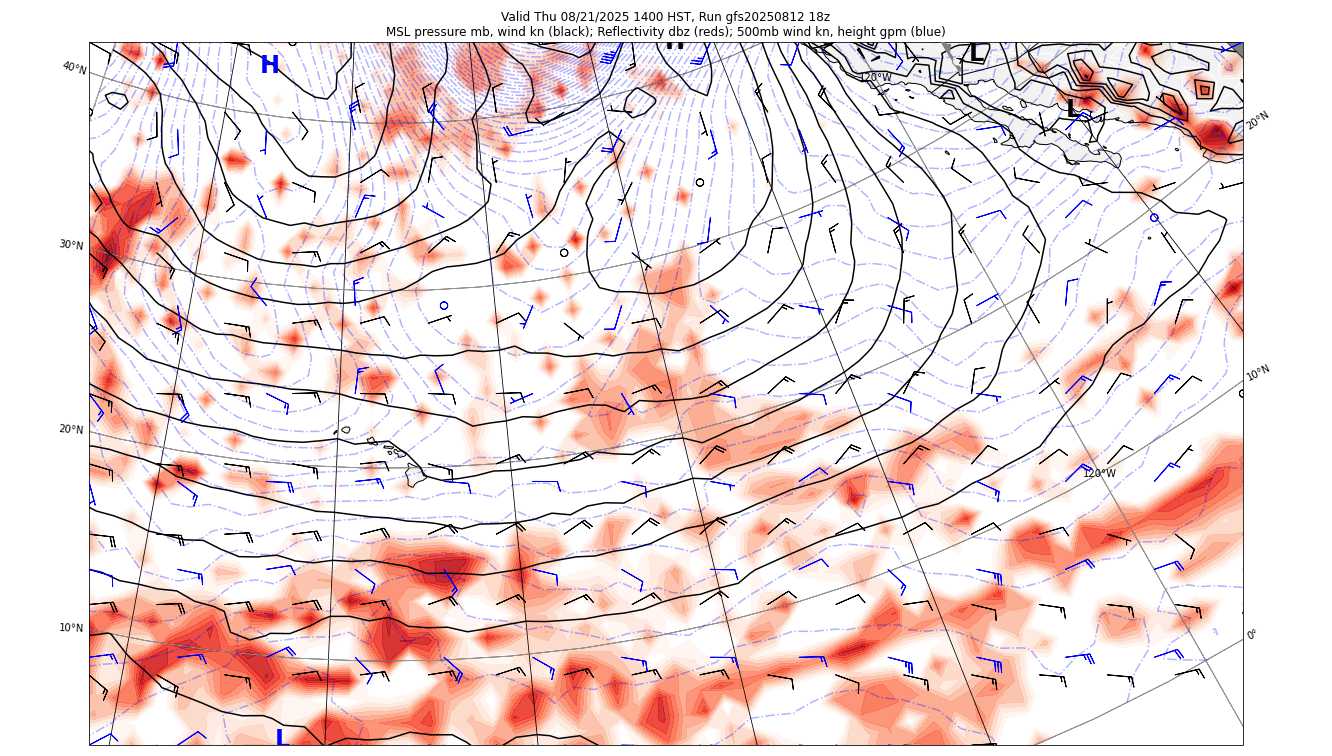 Valid Thu 08/21/2025 1400 HST, Run gfs20250812 18z
MSL pressure mb, wind kn (black); Reflectivity dbz (reds); 500mb wind kn, height gpm (blue)
H
L
40°N
120°W
L
20°N
30°N
10°N
20°N
120°W
10°N
0°
L